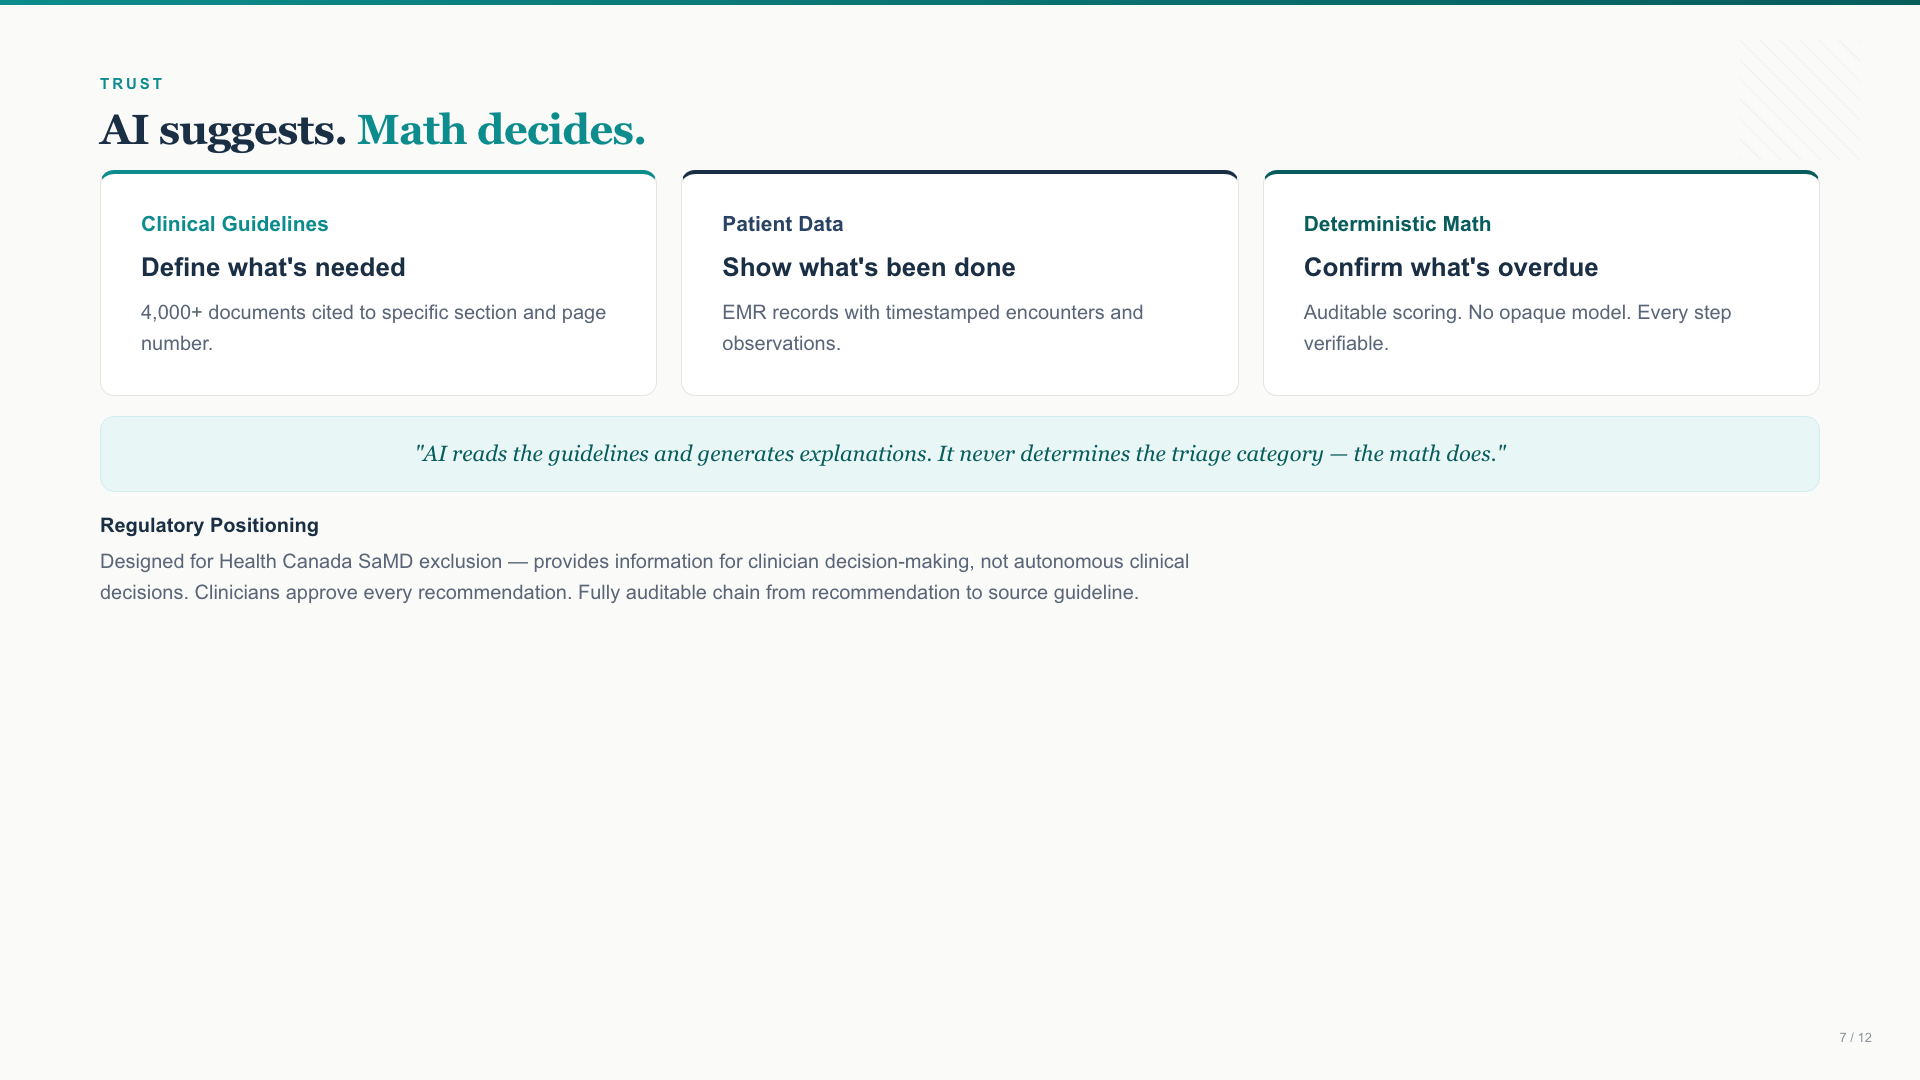 TRUST
AI suggests. Math decides.
Clinical Guidelines
Define what's needed
4,000+ documents cited to specific section and page
number.
Patient Data
Show what's been done
EMR records with timestamped encounters and
observations.
Deterministic Math
Confirm what's overdue
Auditable scoring. No opaque model. Every step
verifiable.
"AI reads the guidelines and generates explanations. It never determines the triage category — the math does."
Regulatory Positioning
Designed for Health Canada SaMD exclusion — provides information for clinician decision-making, not autonomous clinical
decisions. Clinicians approve every recommendation. Fully auditable chain from recommendation to source guideline.
7 / 12